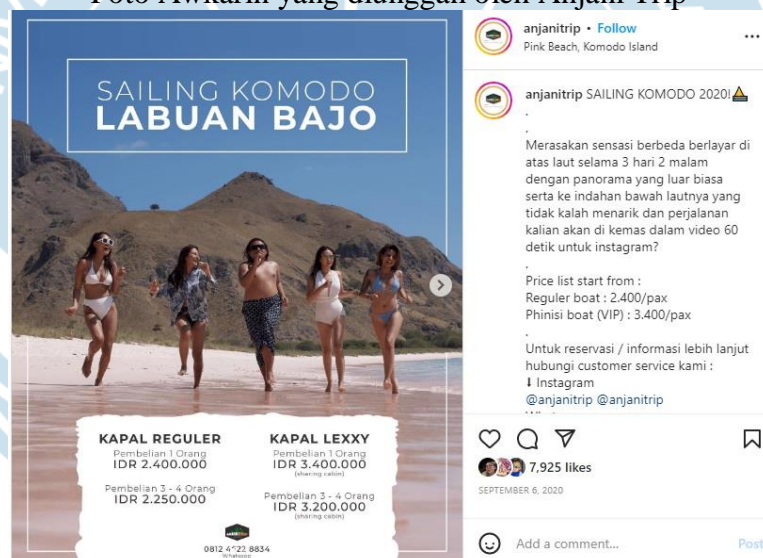 Foto Awkarin yang diunggah oleh Anjani Trip
SAILING KOMODO
LABUAN BAJO
KAPAL REGULER
Pembelian 1 Orang
IDR 2.400.000
Pembelian 3 - 4 Orang
IDR 2.250.000
KAPAL LEXXY
Pembelian 1 Orang
IDR 3.400.000
(sharing cabin)
Pembelian 3 - 4 Orang
IDR 3.200.000
(sharing cabin)
8834
Whatsapp
anjanitrip • Follow
Pink Beach, Komodo Island
anjanitrip SAILING KOMODO 2020!
.
.
Merasakan sensasi berbeda berlayar di
atas laut selama 3 hari 2 malam
dengan panorama yang luar biasa
serta ke indahan bawah lautnya yang
tidak kalah menarik dan perjalanan
kalian akan di kemas dalam video 60
detik untuk instagram?
.
Price list start from :
Reguler boat : 2.400/pax
Phinisi boat (VIP) : 3.400/pax
.
Untuk reservasi / informasi lebih lanjut
hubungi customer service kami :
⬇ Instagram
@anjanitrip @anjanitrip
7,925 likes
SEPTEMBER 6, 2020
Add a comment...
Post